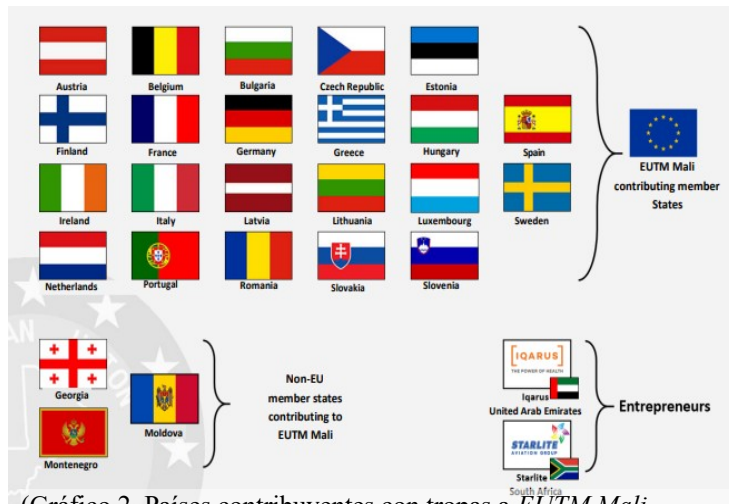 Austria Belgium Bulgaria Czech Republic Estonia
Finland France Germany Greece Hungary Spain
EUTM Mali
contributing member
States
Ireland Italy Latvia Lithuania Luxembourg Sweden
Netherlands Portugal Romania Slovakia Slovenia
Georgia
Moldova
Montenegro
Non-EU
member states
contributing to
EUTM Mali
IQARUS
THE POWER OF HEALTH
Iqarus
United Arab Emirates
STARLITE
AVIATION GROUP
Starlite
South Africa
Entrepreneurs
(Gráfico 2. Países contribuyentes con tropas a EUTM Mali